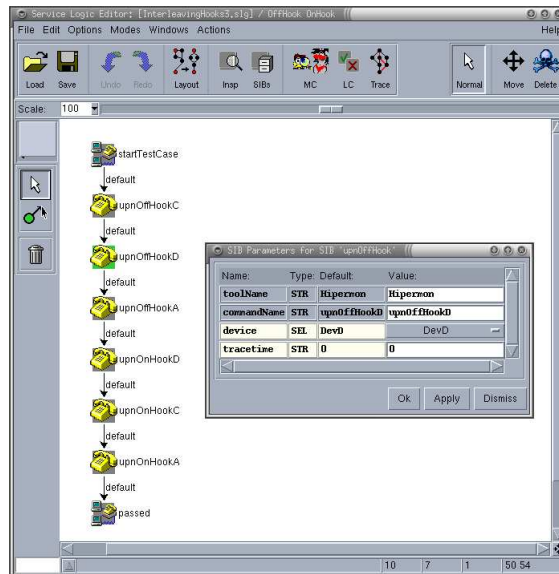 Service Logic Editor: [InterleavingHooks3.slg] / OffHook OnHook
File Edit Options Modes Windows Actions Help
Load Save Undo Redo Layout Insp SIBs MC LC Trace Normal Move Delete
Scale: 100
startTestCase
default
upnOffHookC
default
upnOffHookD
default
upnOffHookA
default
upnOnHookD
default
upnOnHookC
default
upnOnHookA
default
passed
SIB Parameters for SIB 'upnOffHook'
Name: Type: Default: Value:
toolName STR Hipermon Hipermon
commandName STR upnOffHookD upnOffHookD
device SEL DevD DevD
tracetime STR 0 0
Ok Apply Dismiss
10 7 1 50 54